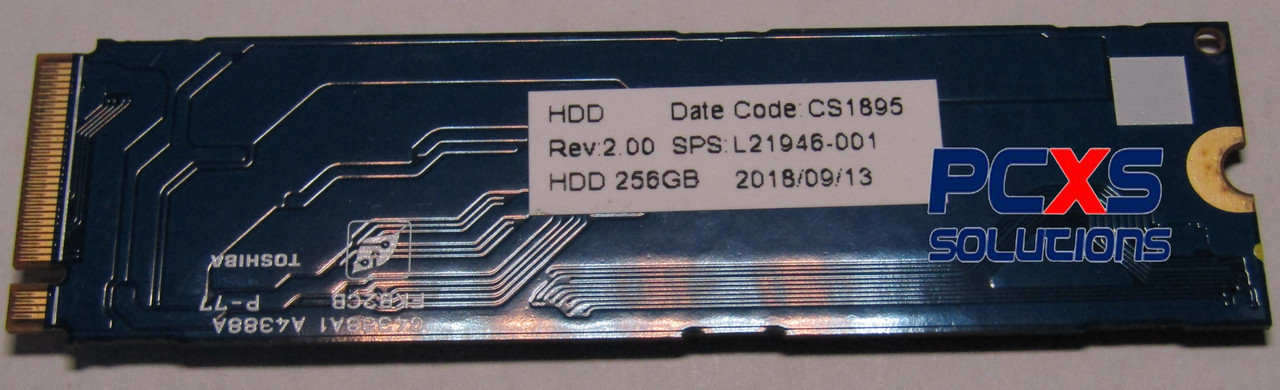 HDD Date Code: CS1895
Rev:2.00 SPS:L21946-001
HDD 256GB 2018/09/13
PCXS
SOLUTIONS
TOSHIBA
P-77
A4388A